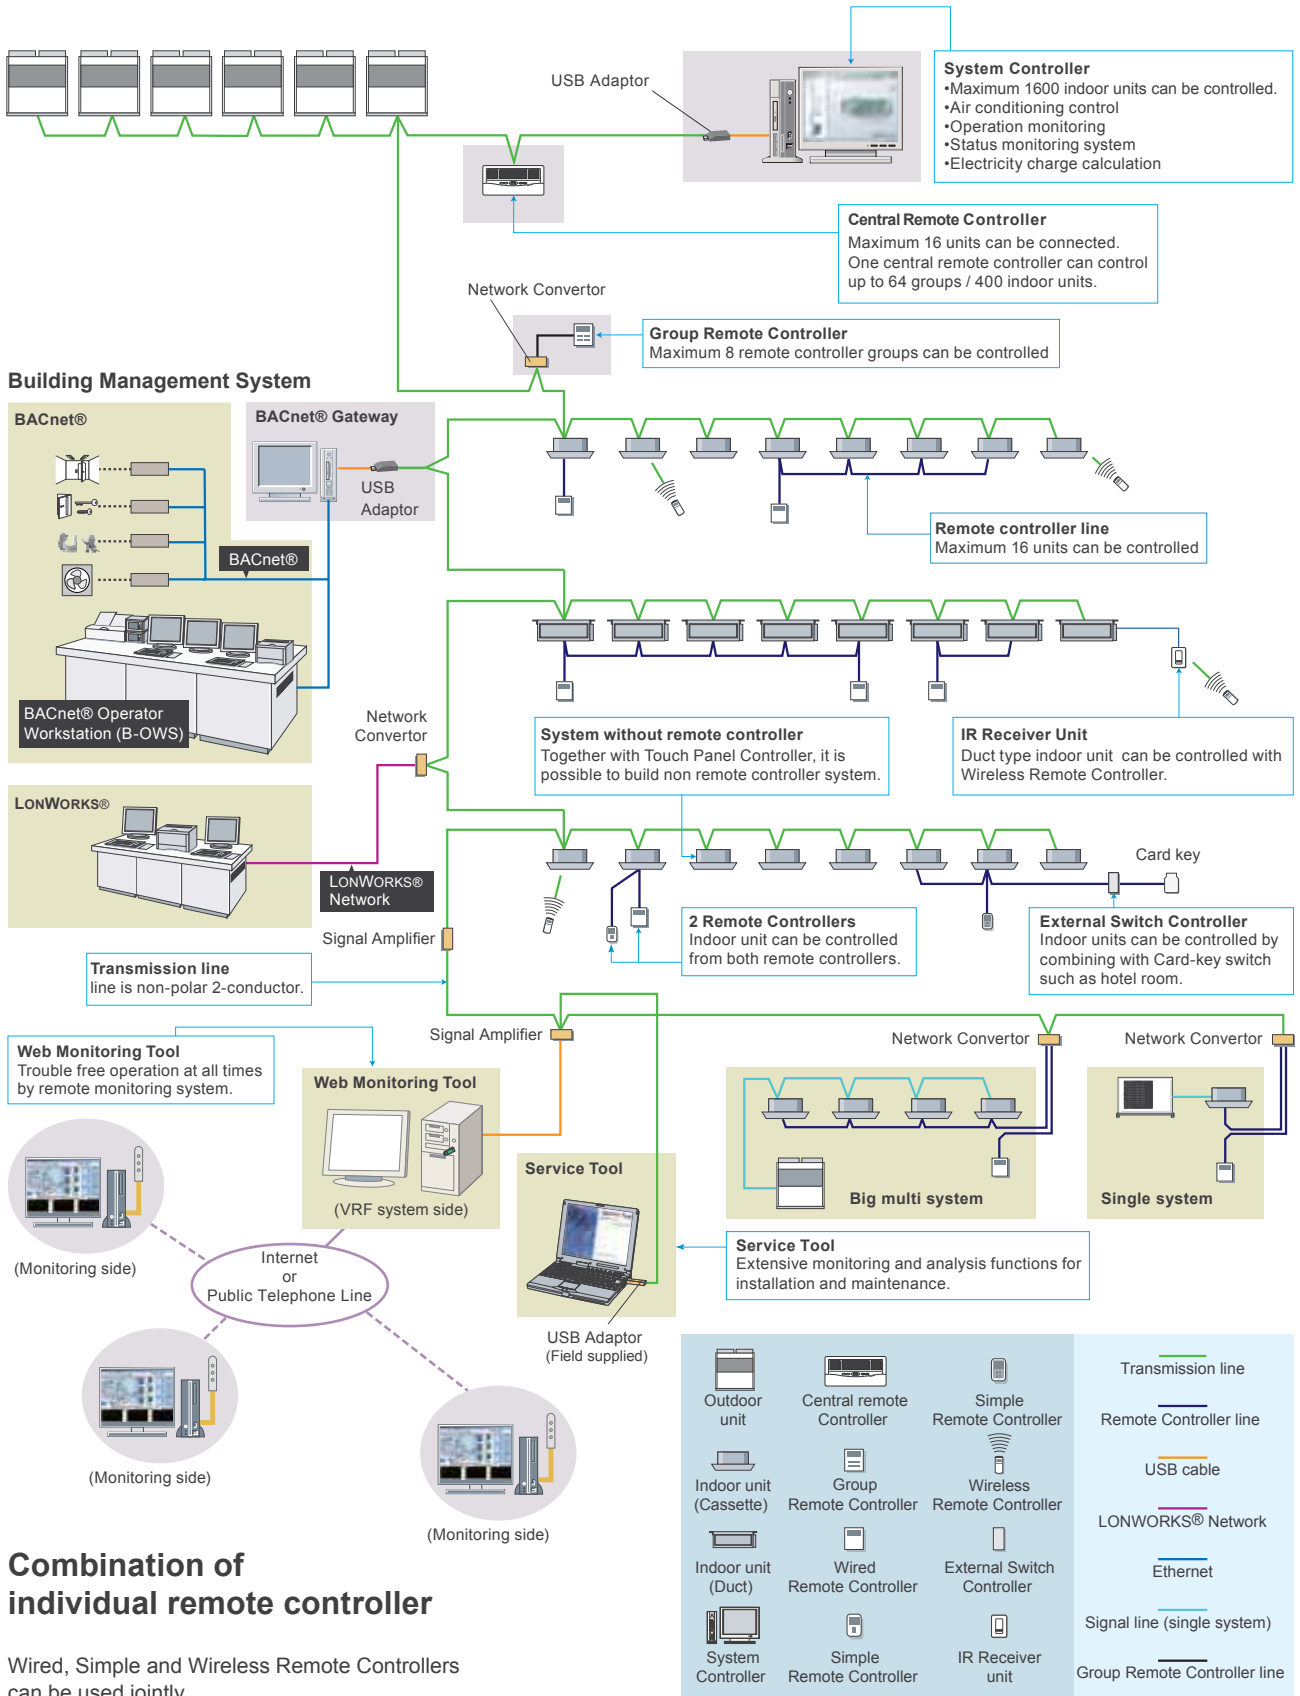 USB Adaptor
System Controller
•Maximum 1600 indoor units can be controlled.
•Air conditioning control
•Operation monitoring
•Status monitoring system
•Electricity charge calculation
Central Remote Controller
Maximum 16 units can be connected.
One central remote controller can control
up to 64 groups / 400 indoor units.
Network Convertor
Group Remote Controller
Maximum 8 remote controller groups can be controlled
Building Management System
BACnet®
BACnet® Gateway
USB
Adaptor
BACnet®
Remote controller line
Maximum 16 units can be controlled
BACnet® Operator
Workstation (B-OWS)
Network
Convertor
System without remote controller
Together with Touch Panel Controller, it is
possible to build non remote controller system.
IR Receiver Unit
Duct type indoor unit can be controlled with
Wireless Remote Controller.
LONWORKS®
LONWORKS®
Network
Card key
Signal Amplifier
2 Remote Controllers
Indoor unit can be controlled
from both remote controllers.
External Switch Controller
Indoor units can be controlled by
combining with Card-key switch
such as hotel room.
Transmission line
line is non-polar 2-conductor.
Signal Amplifier
Network Convertor
Network Convertor
Web Monitoring Tool
Trouble free operation at all times
by remote monitoring system.
Web Monitoring Tool
(VRF system side)
Service Tool
Big multi system
Single system
(Monitoring side)
Internet
or
Public Telephone Line
Service Tool
Extensive monitoring and analysis functions for
installation and maintenance.
USB Adaptor
(Field supplied)
(Monitoring side)
(Monitoring side)
Outdoor
unit
Central remote
Controller
Simple
Remote Controller
Indoor unit
(Cassette)
Group
Remote Controller
Wireless
Remote Controller
Indoor unit
(Duct)
Wired
Remote Controller
External Switch
Controller
System
Controller
Simple
Remote Controller
IR Receiver
unit
Transmission line
Remote Controller line
USB cable
LONWORKS® Network
Ethernet
Signal line (single system)
Group Remote Controller line
Combination of
individual remote controller
Wired, Simple and Wireless Remote Controllers
can be used jointly